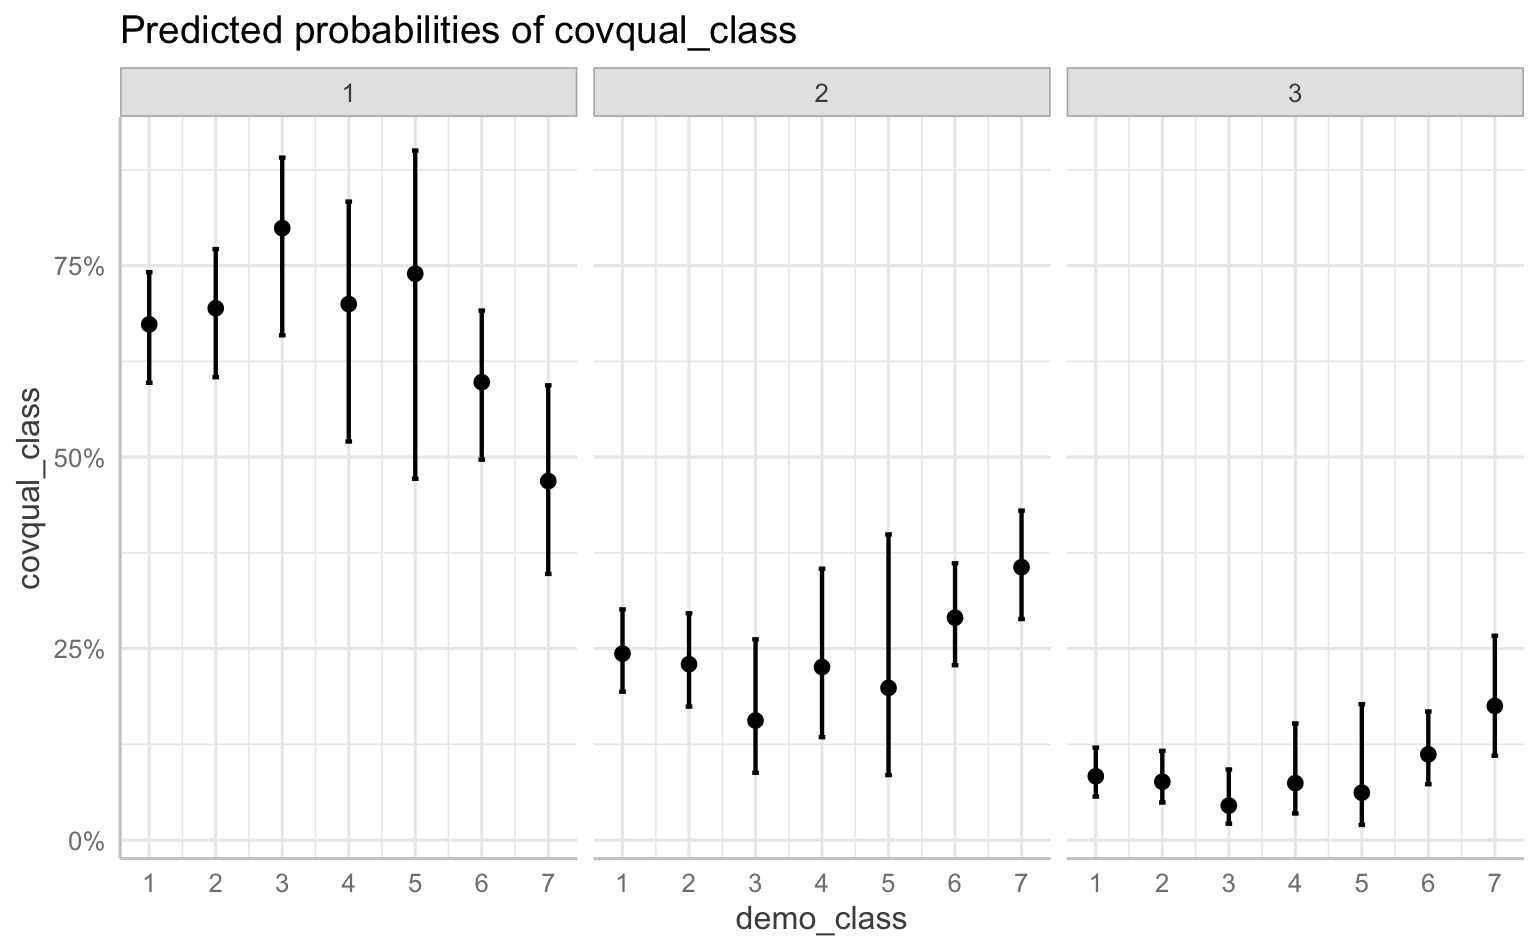 Predicted probabilities of covqual_class
1 2 3
covqual_class
75%
50%
25%
0%
1 2 3 4 5 6 7 1 2 3 4 5 6 7 1 2 3 4 5 6 7
demo_class